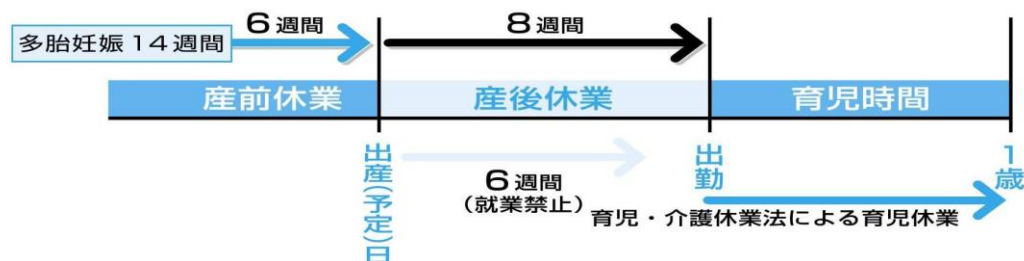 6週間
8週間
多胎妊娠14週間
産前休業
産後休業
育児時間
出産(予定)日
6週間
(就業禁止)
出勤
1歳
育児・介護休業法による育児休業